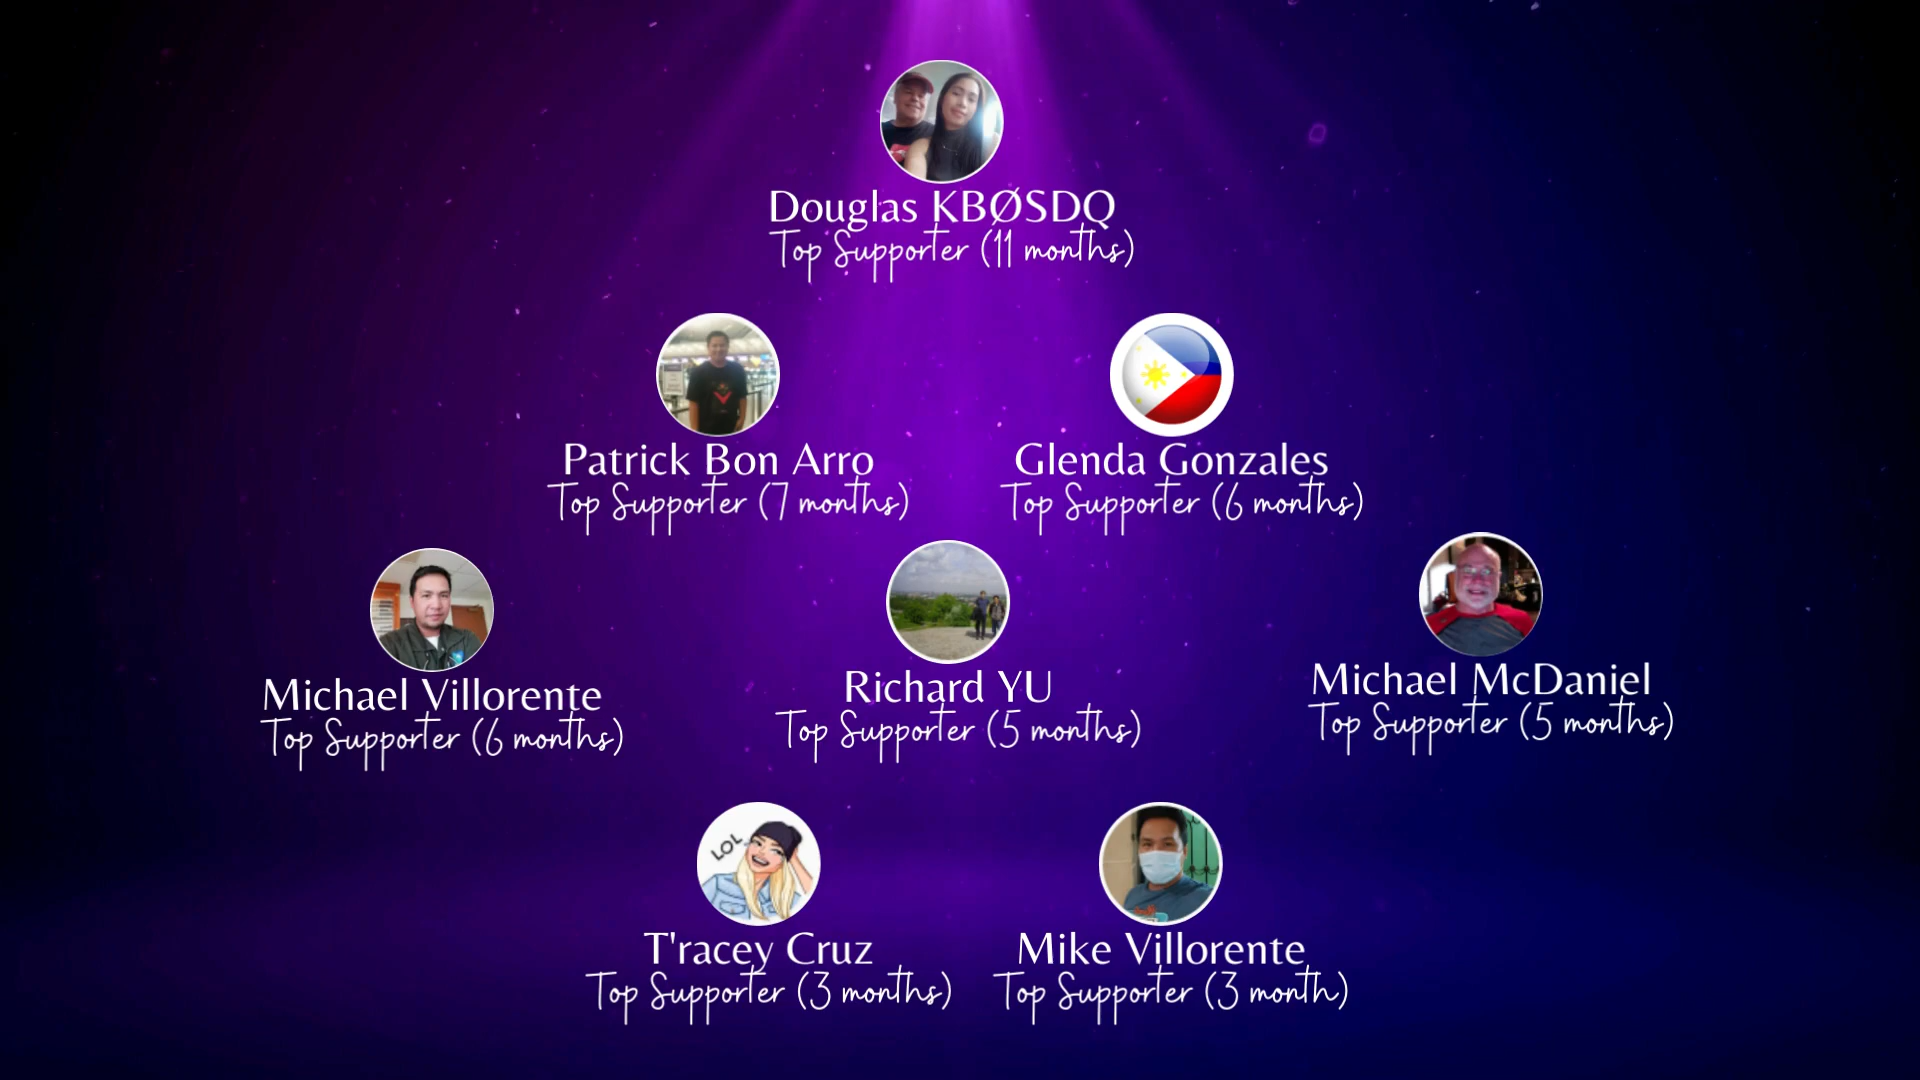 Douglas KBØSDQ
Top Supporter (11 months)
Patrick Bon Arro
Top Supporter (7 months)
Glenda Gonzales
Top Supporter (6 months)
Michael Villorente
Top Supporter (6 months)
Richard YU
Top Supporter (5 months)
Michael McDaniel
Top Supporter (5 months)
LOL
T'racey Cruz
Top Supporter (3 months)
Mike Villorente
Top Supporter (3 month)